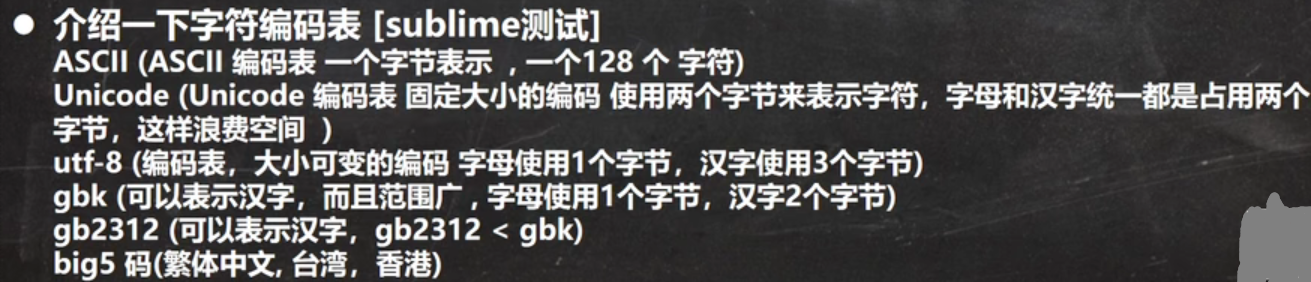 ● 介绍一下字符编码表 [sublime测试]
ASCII (ASCII 编码表 一个字节表示 , 一个128 个 字符)
Unicode (Unicode 编码表 固定大小的编码 使用两个字节来表示字符，字母和汉字统一都是占用两个
字节，这样浪费空间 )
utf-8 (编码表，大小可变的编码 字母使用1个字节，汉字使用3个字节)
gbk (可以表示汉字，而且范围广 , 字母使用1个字节，汉字2个字节)
gb2312 (可以表示汉字，gb2312 < gbk)
big5 码(繁体中文, 台湾，香港)